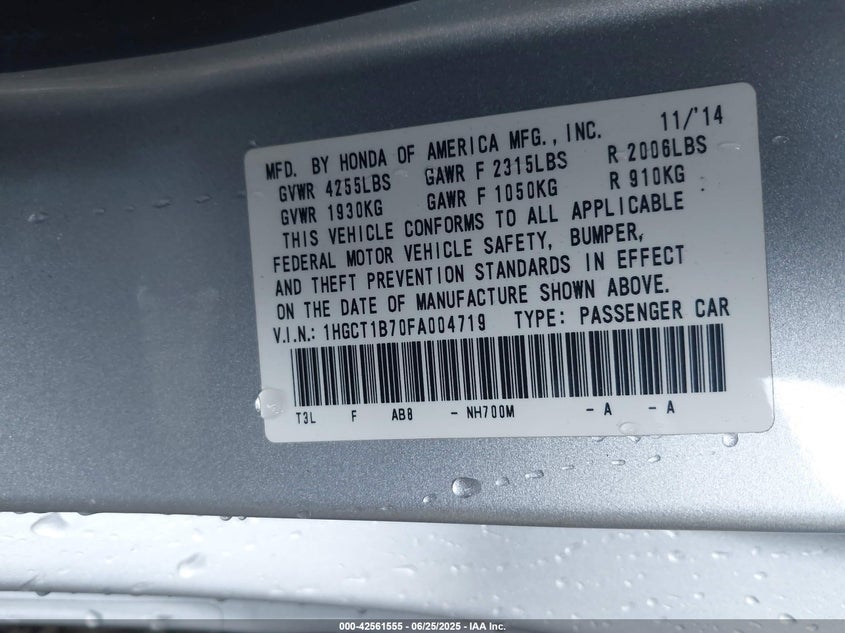 11/'14
MFD. BY HONDA OF AMERICA MFG., INC.
GVWR 4255LBS GAWR F 2315LBS R 2006LBS
GVWR 1930KG GAWR F 1050KG R 910KG
THIS VEHICLE CONFORMS TO ALL APPLICABLE
FEDERAL MOTOR VEHICLE SAFETY, BUMPER,
AND THEFT PREVENTION STANDARDS IN EFFECT
ON THE DATE OF MANUFACTURE SHOWN ABOVE.
V.I.N.: 1HGCT1B70FA004719 TYPE: PASSENGER CAR
T3L F AB8 - NH700M - A - A
000-42561555 - 06/25/2025 - IAA Inc.